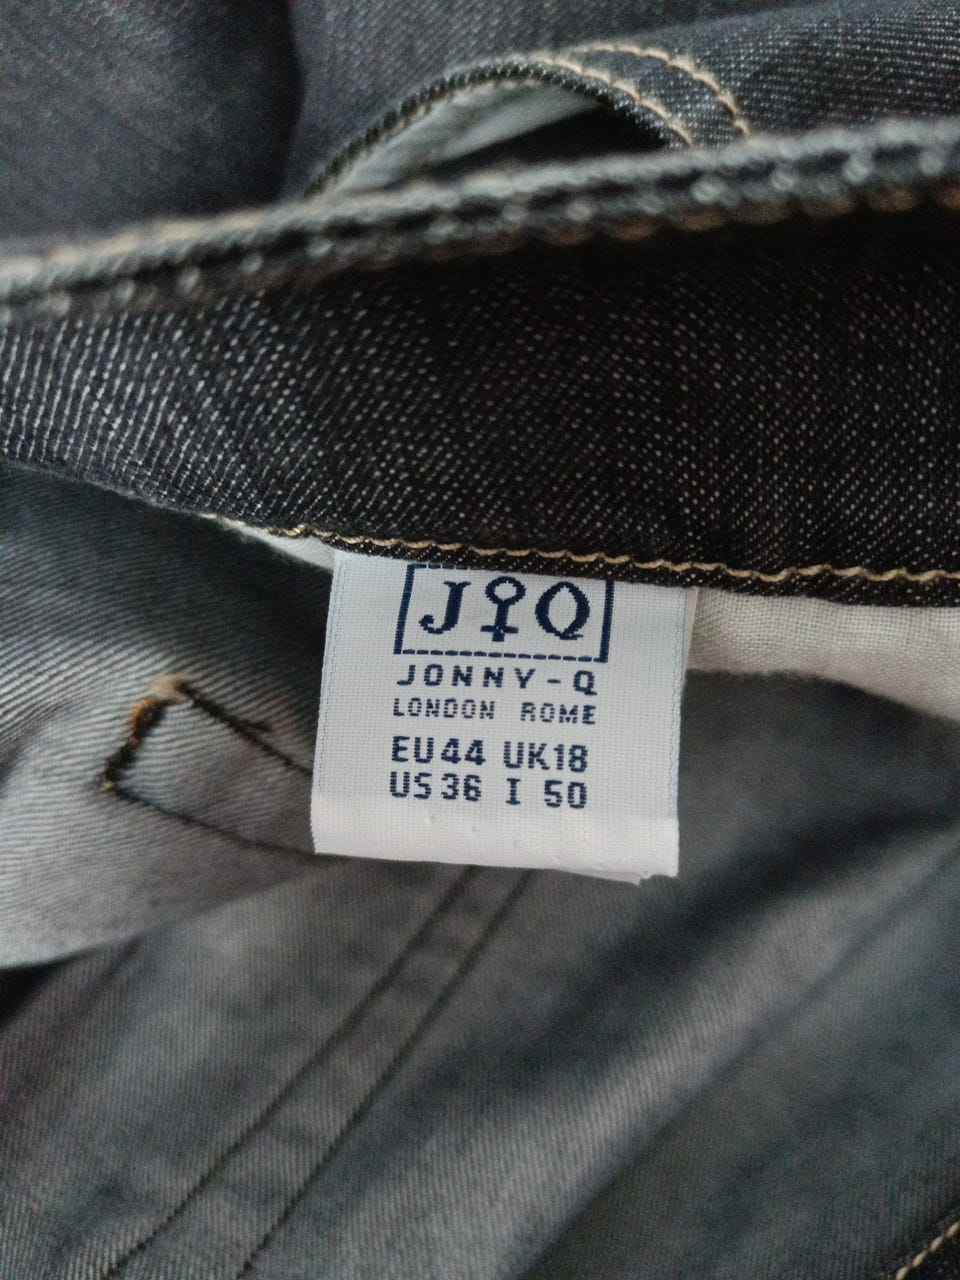 J♀Q
JONNY-Q
LONDON ROME
EU44 UK18
US36 I 50